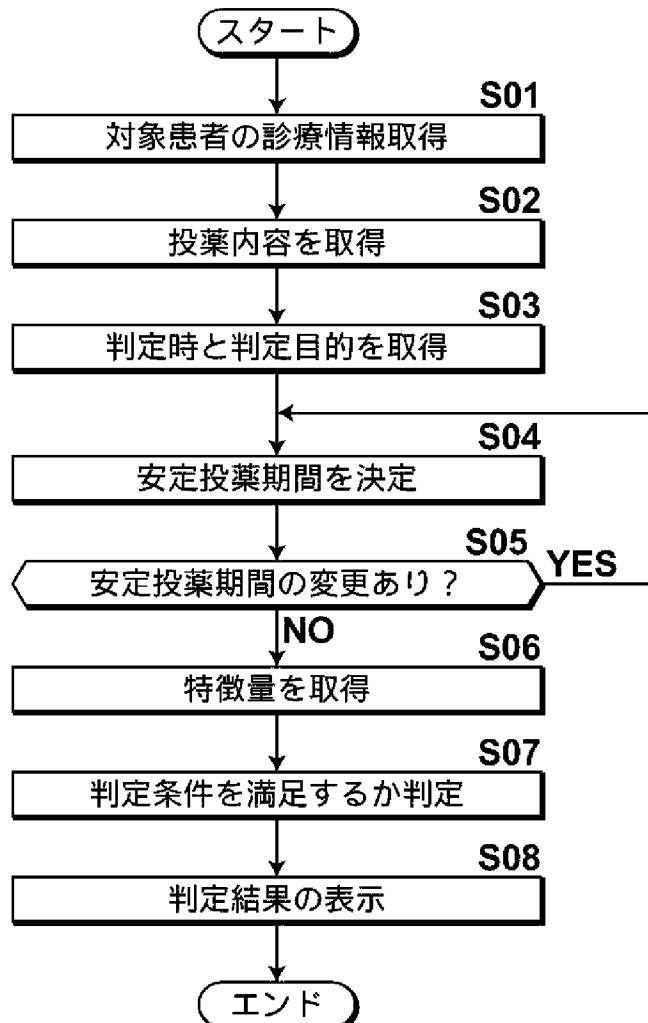 スタート
S01
対象患者の診療情報取得
S02
投薬内容を取得
S03
判定時と判定目的を取得
S04
安定投薬期間を決定
S05
安定投薬期間の変更あり?
YES
NO
S06
特徴量を取得
S07
判定条件を満足するか判定
S08
判定結果の表示
エンド